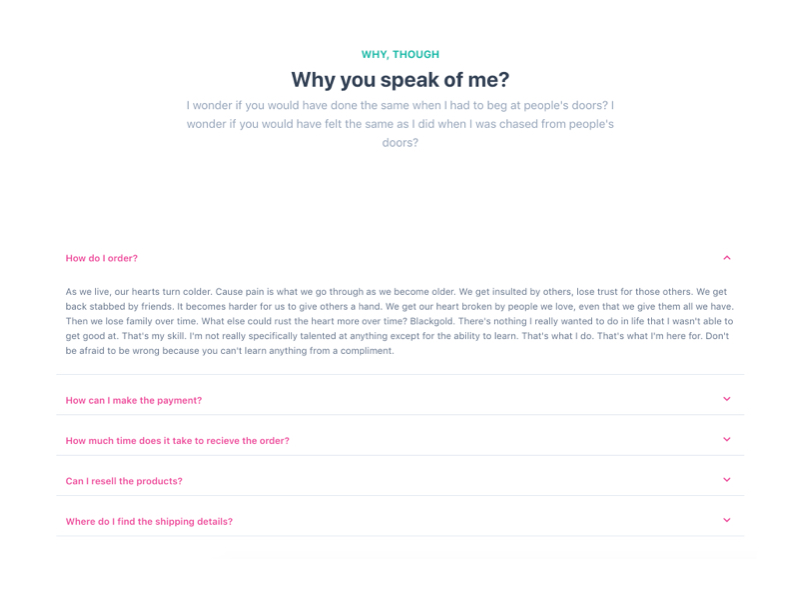 WHY, THOUGH
Why you speak of me?
I wonder if you would have done the same when I had to beg at people's doors? I
wonder if you would have felt the same as I did when I was chased from people's
doors?
How do I order?
As we live, our hearts turn colder. Cause pain is what we go through as we become older. We get insulted by others, lose trust for those others. We get
back stabbed by friends. It becomes harder for us to give others a hand. We get our heart broken by people we love, even that we give them all we have.
Then we lose family over time. What else could rust the heart more over time? Blackgold. There's nothing I really wanted to do in life that I wasn't able to
get good at. That's my skill. I'm not really specifically talented at anything except for the ability to learn. That's what I do. That's what I'm here for. Don't
be afraid to be wrong because you can't learn anything from a compliment.
How can I make the payment?
How much time does it take to recieve the order?
Can I resell the products?
Where do I find the shipping details?